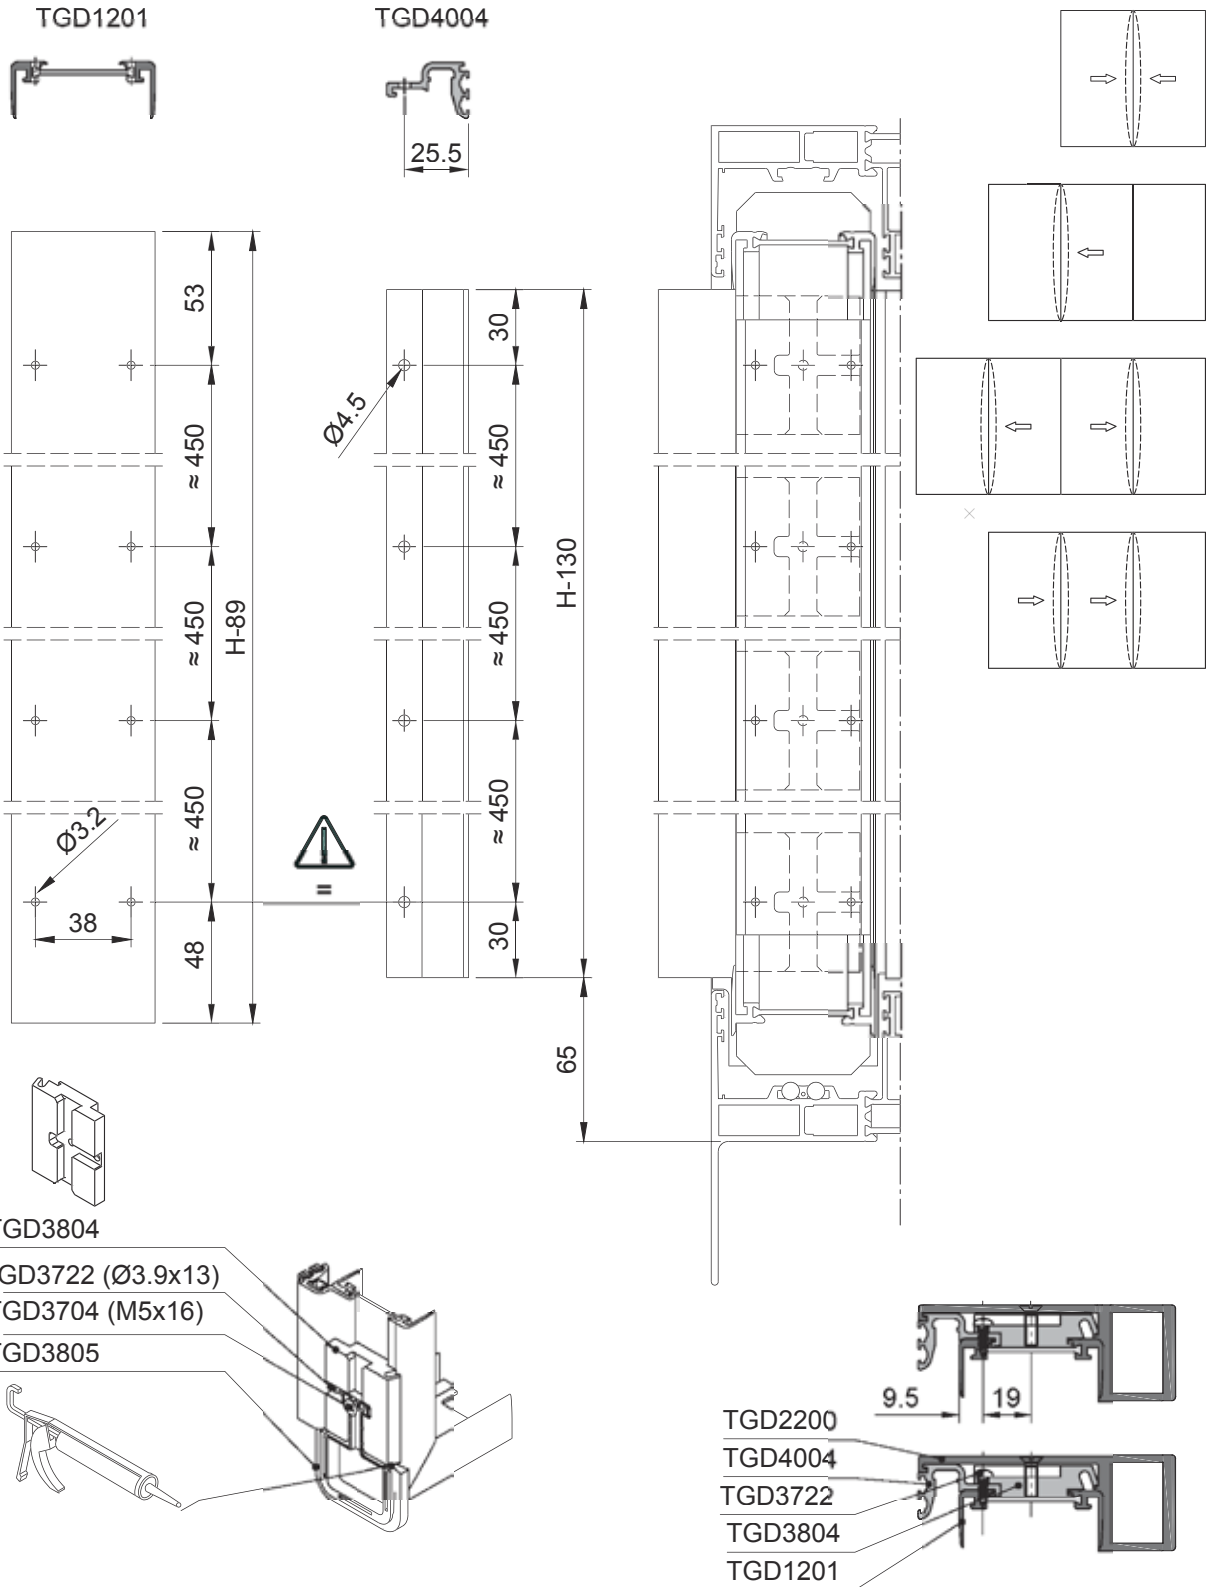 TGD1201
TGD4004
25.5
53
≈ 450
≈ 450
≈ 450
48
H-89
Ø3.2
38
Ø4.5
30
≈ 450
≈ 450
≈ 450
30
H-130
65
=
TGD3804
GD3722 (Ø3.9x13)
TGD3704 (M5x16)
TGD3805
9.5
19
TGD2200
TGD4004
TGD3722
TGD3804
TGD1201